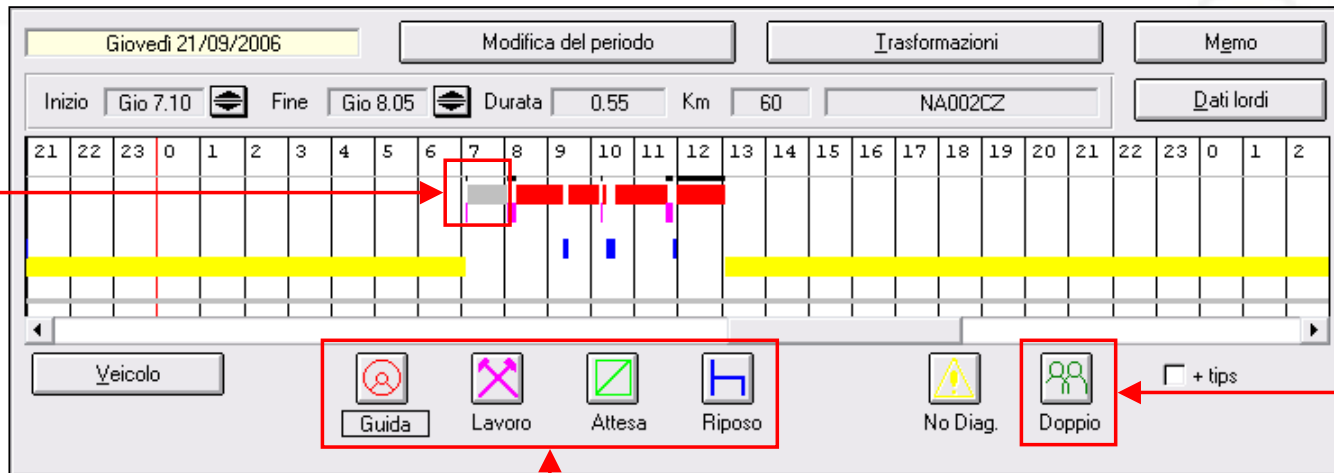 Giovedì 21/09/2006 Modifica del periodo Trasformazioni Memo
Inizio Gio 7.10 Fine Gio 8.05 Durata 0.55 Km 60 NA002CZ Dati lordi
21 22 23 0 1 2 3 4 5 6 7 8 9 10 11 12 13 14 15 16 17 18 19 20 21 22 23 0 1 2
Veicolo Guida Lavoro Attesa Riposo No Diag. Doppio + tips